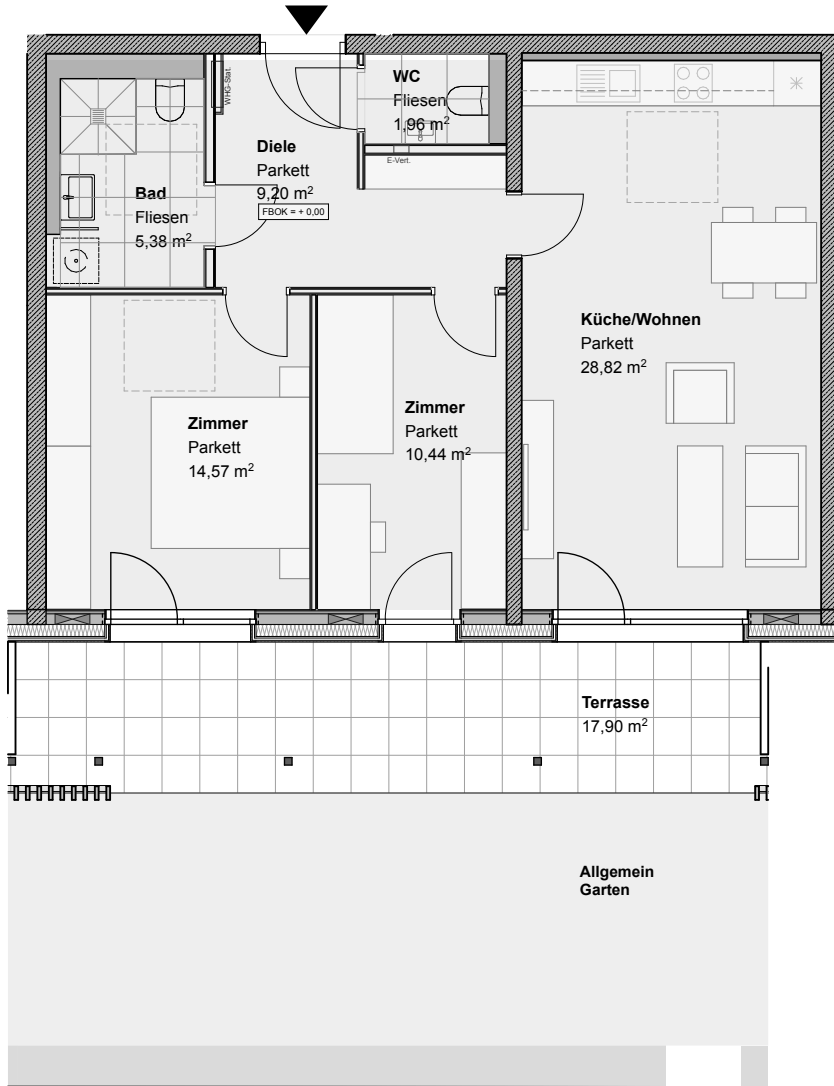 WC
Fliesen
1,96 m²
WHG-Stat.
E-Vert.
Diele
Parkett
9,20 m²
FBOK = + 0,00
Bad
Fliesen
5,38 m²
Küche/Wohnen
Parkett
28,82 m²
Zimmer
Parkett
14,57 m²
Zimmer
Parkett
10,44 m²
Terrasse
17,90 m²
Allgemein
Garten